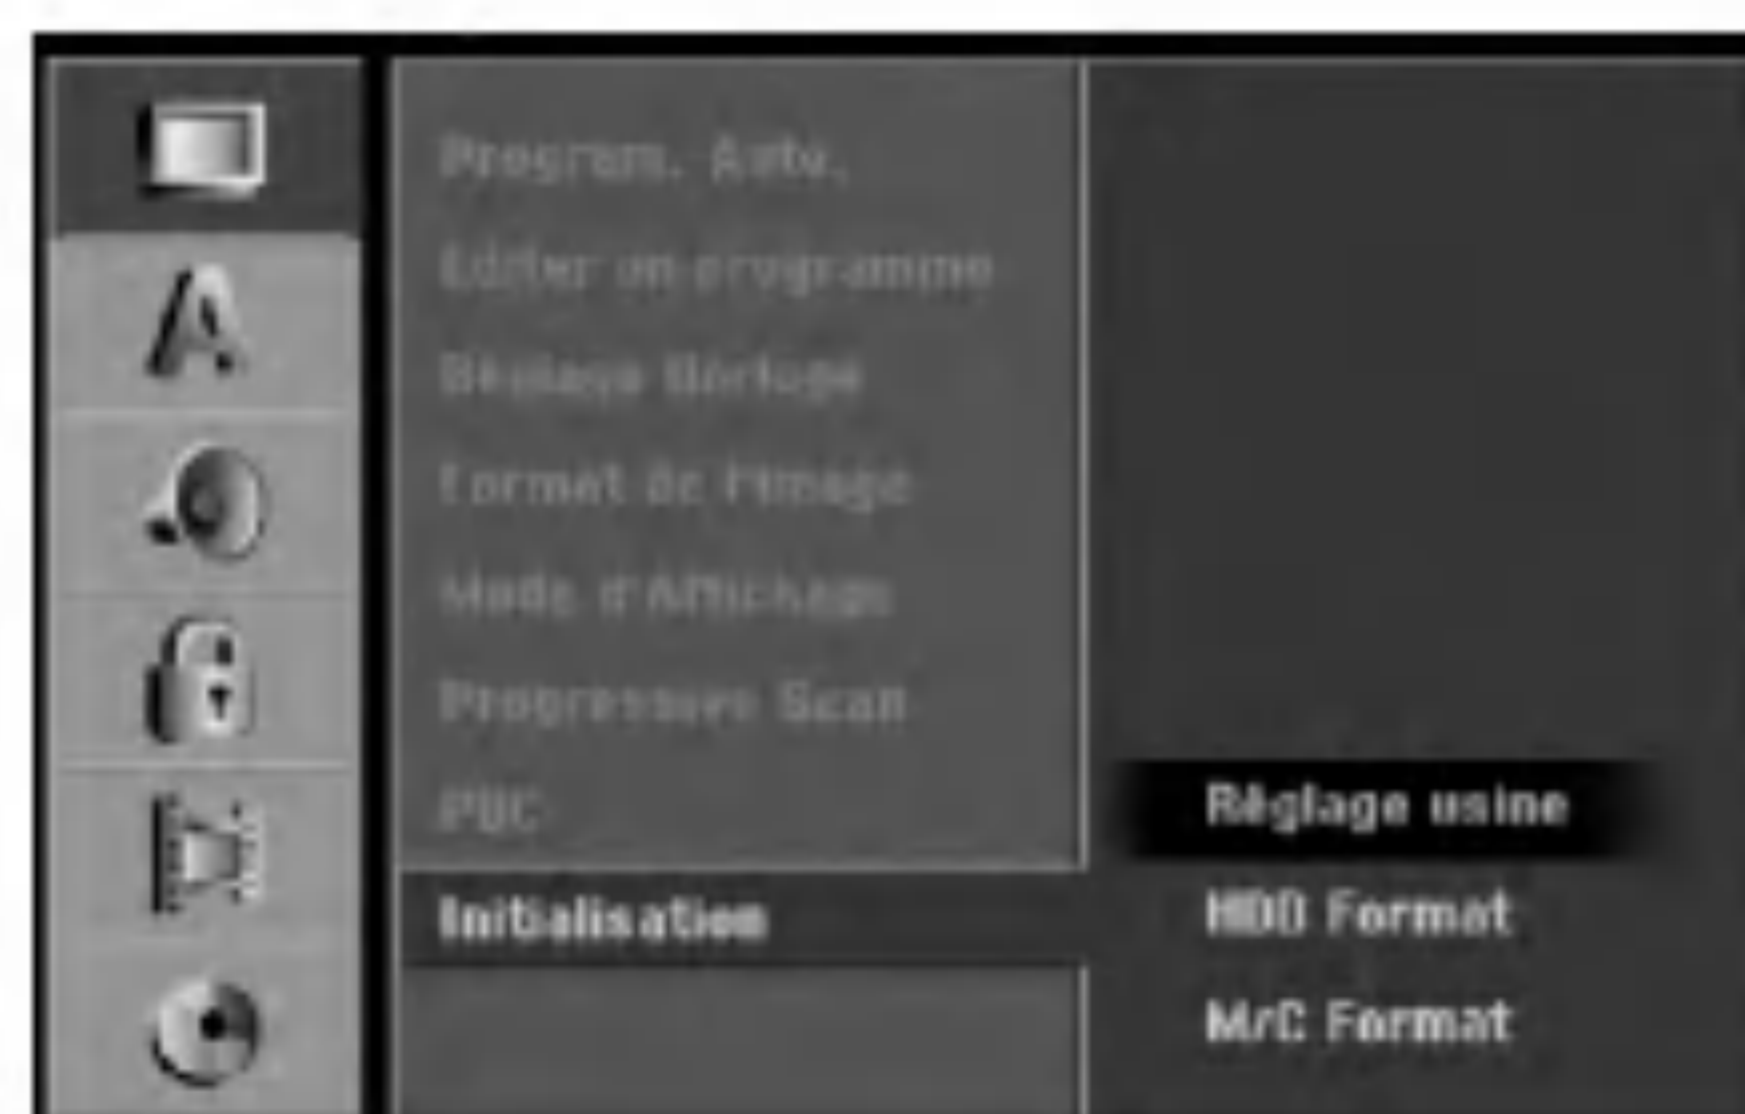 Program. Auto.
Editer un programme
Réglage Horloge
Format de l'image
Mode d'Affichage
Progressive Scan
PBC
Initialisation
Réglage usine
HDD Format
M/C Format